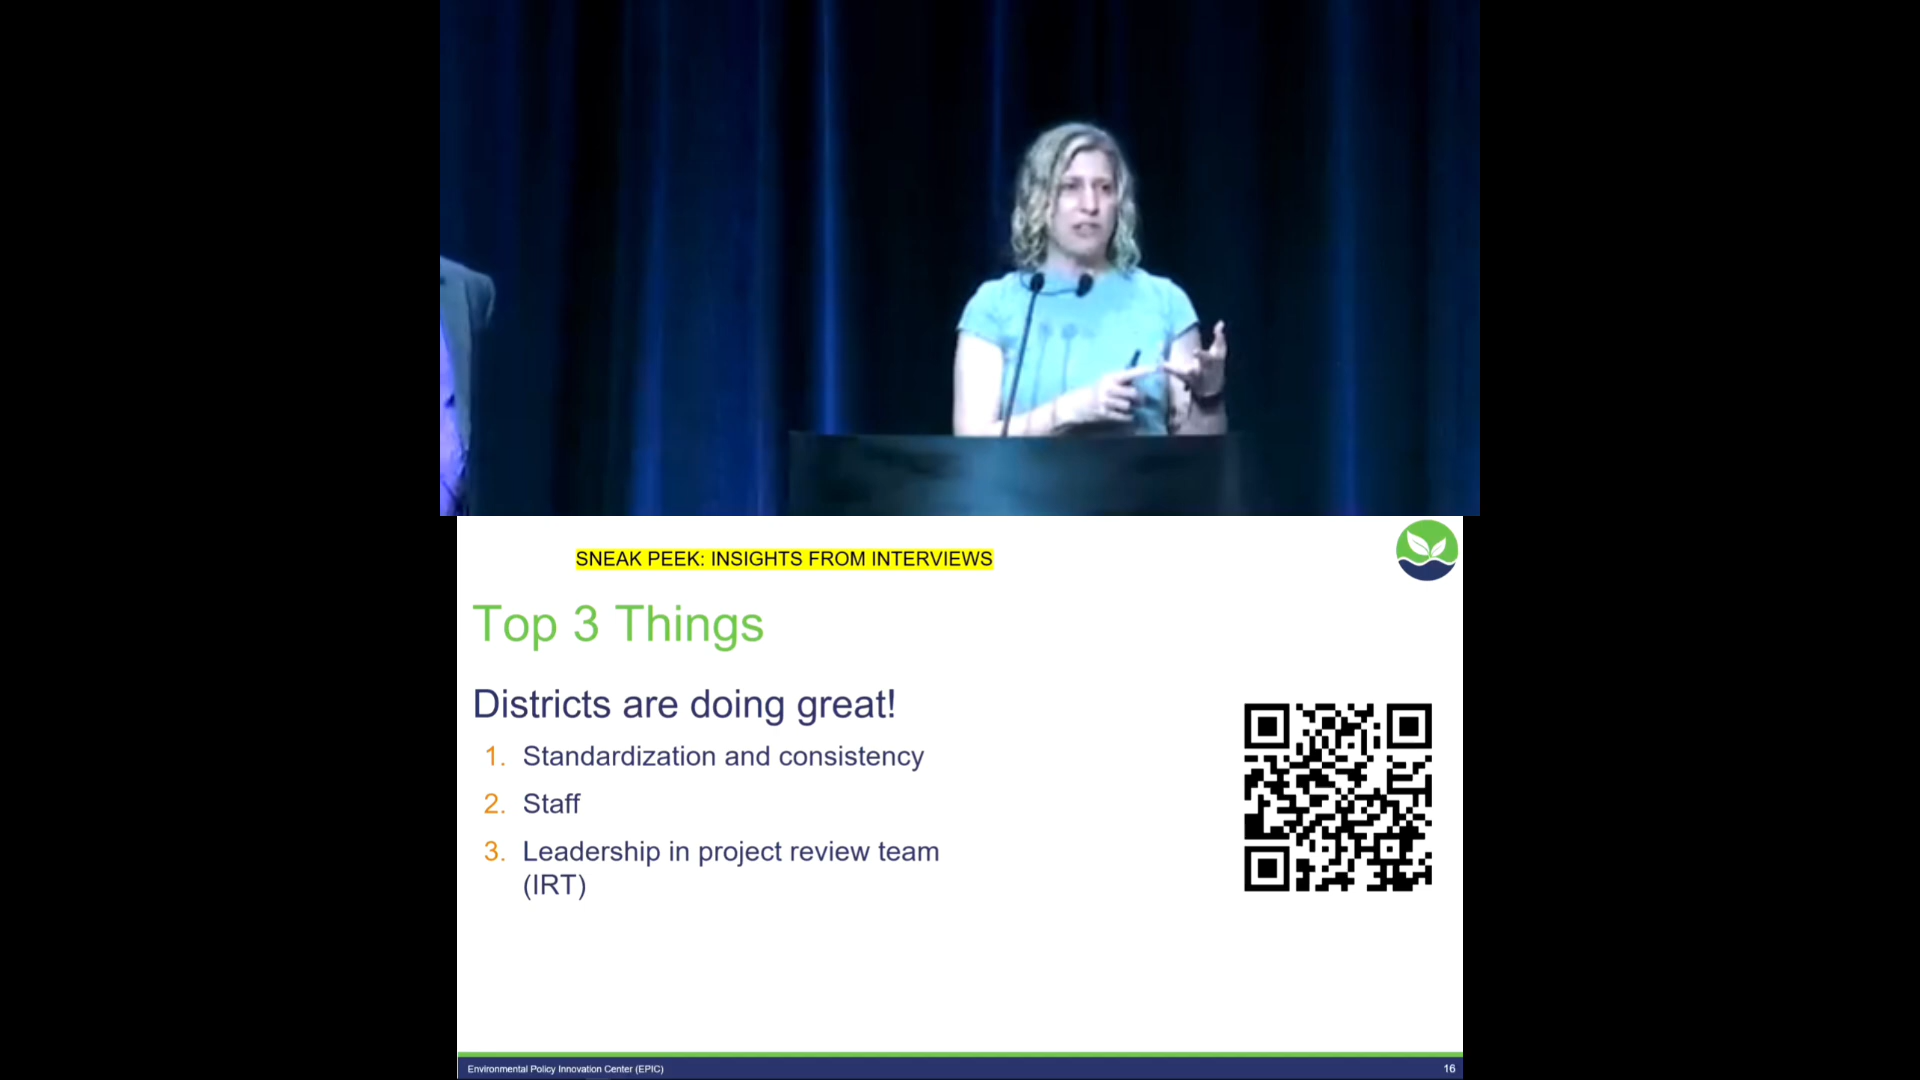 SNEAK PEEK: INSIGHTS FROM INTERVIEWS
Top 3 Things
Districts are doing great!
1. Standardization and consistency
2. Staff
3. Leadership in project review team
(IRT)
Environmental Policy Innovation Center (EPIC)
16